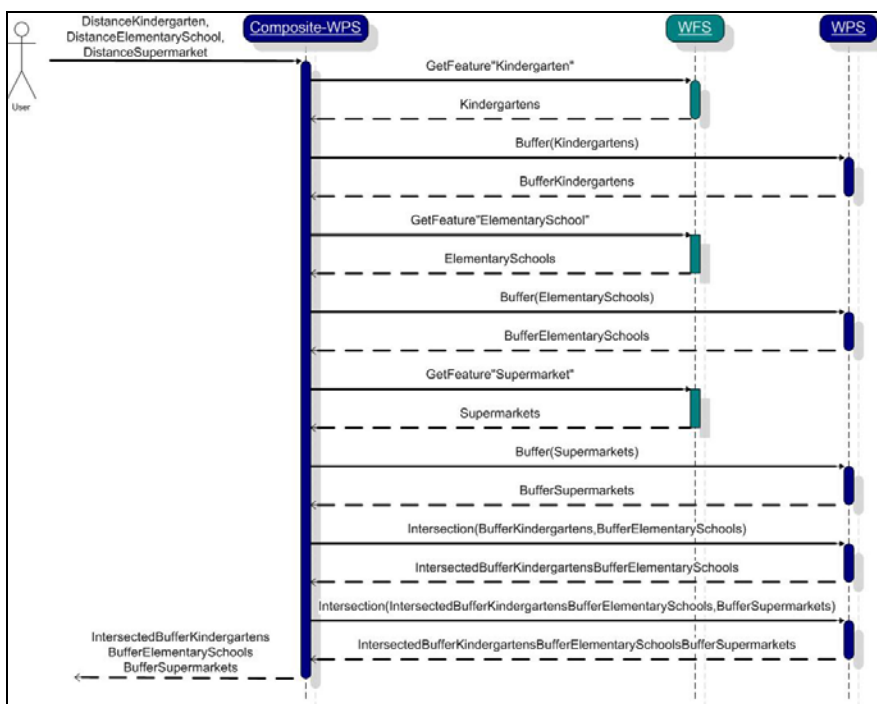 DistanceKindergarten,
DistanceElementarySchool,
DistanceSupermarket
Composite-WPS
WFS
WPS
User
GetFeature"Kindergarten"
Kindergartens
Buffer(Kindergartens)
BufferKindergartens
GetFeature"ElementarySchool"
ElementarySchools
Buffer(ElementarySchools)
BufferElementarySchools
GetFeature"Supermarket"
Supermarkets
Buffer(Supermarkets)
BufferSupermarkets
Intersection(BufferKindergartens,BufferElementarySchools)
IntersectedBufferKindergartensBufferElementarySchools
Intersection(IntersectedBufferKindergartensBufferElementarySchools,BufferSupermarkets)
IntersectedBufferKindergartensBufferElementarySchoolsBufferSupermarkets
IntersectedBufferKindergartens
BufferElementarySchools
BufferSupermarkets